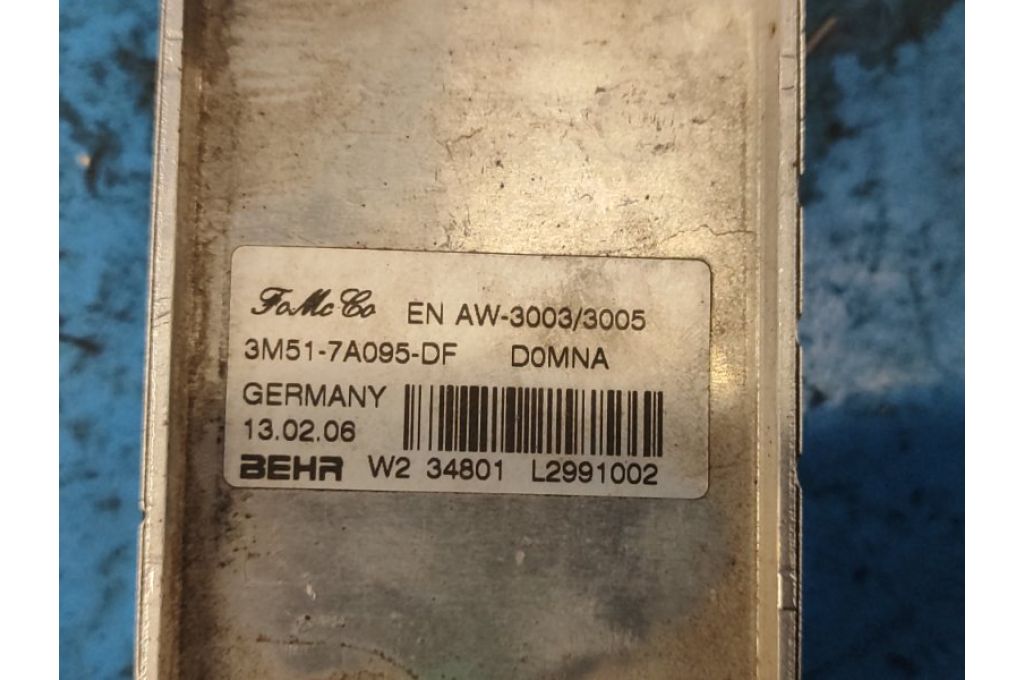 FoMoCo EN AW-3003/3005
3M51-7A095-DF D0MNA
GERMANY
13.02.06
BEHR W2 34801 L2991002